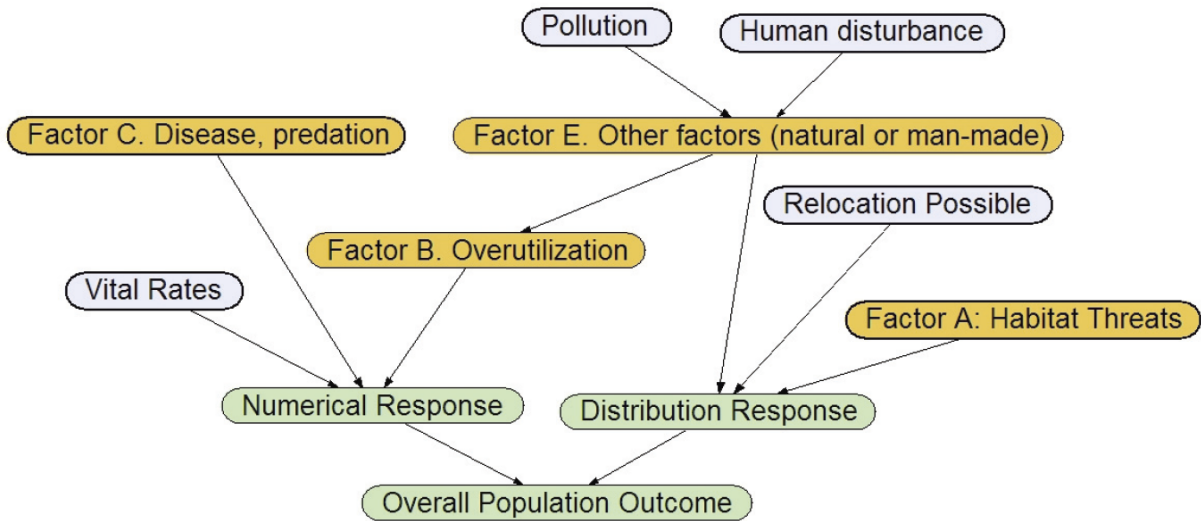 Pollution
Human disturbance
Factor C. Disease, predation
Factor E. Other factors (natural or man-made)
Relocation Possible
Factor B. Overutilization
Vital Rates
Factor A: Habitat Threats
Numerical Response
Distribution Response
Overall Population Outcome